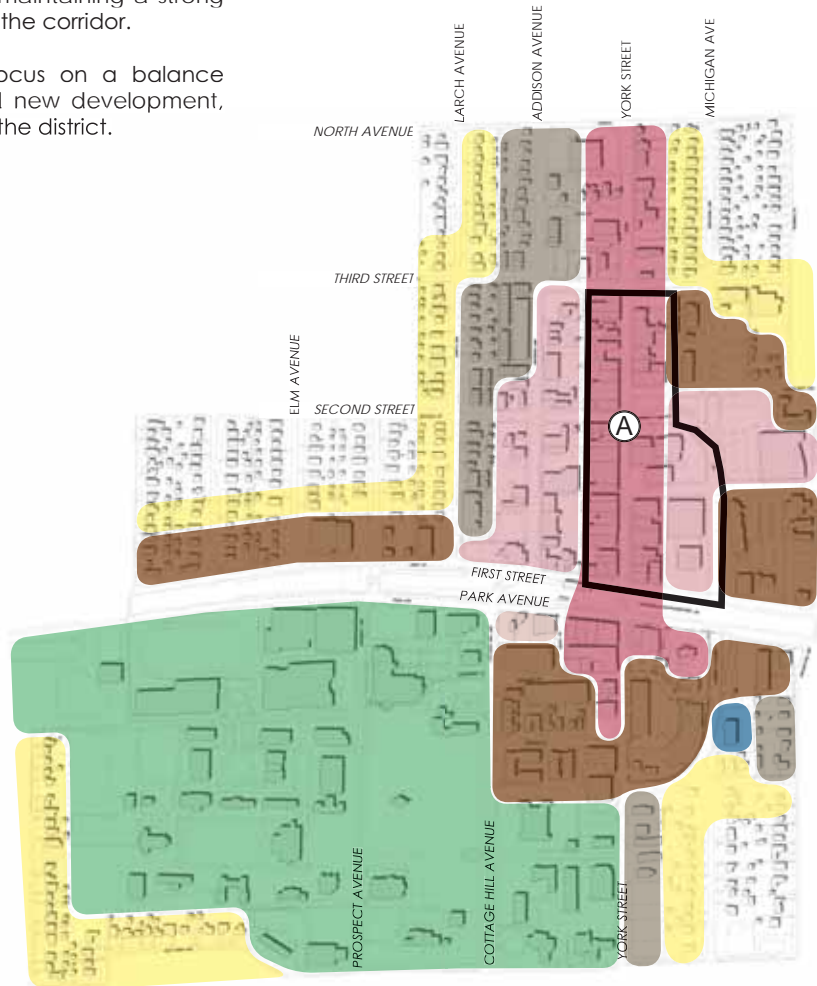 maintaining a strong
the corridor.
ocus on a balance
new development,
the district.
LARCH AVENUE
ADDISON AVENUE
YORK STREET
MICHIGAN AVE
NORTH AVENUE
THIRD STREET
ELM AVENUE
SECOND STREET
A
FIRST STREET
PARK AVENUE
PROSPECT AVENUE
COTTAGE HILL AVENUE
YORK STREET